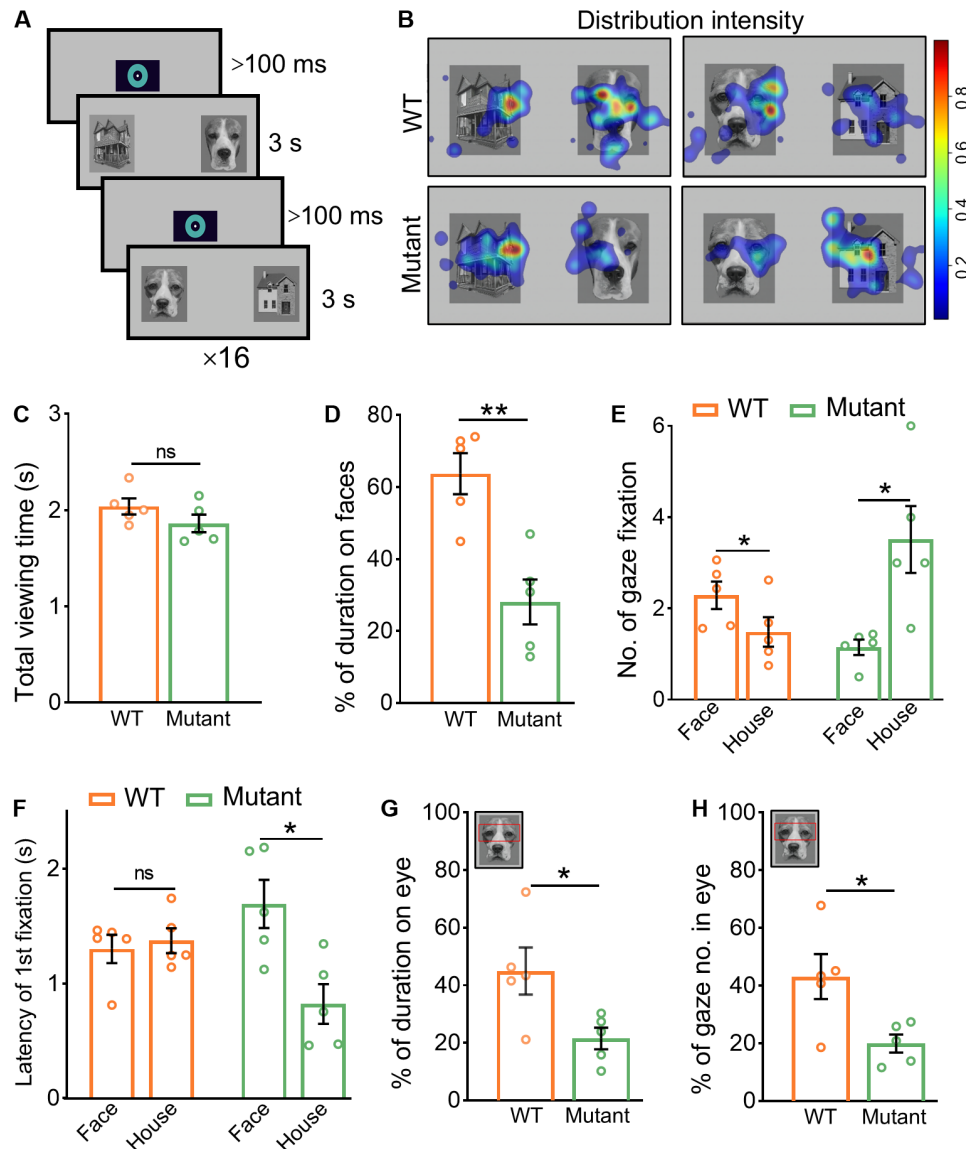 A
>100 ms
3 s
>100 ms
3 s
×16
B
Distribution intensity
WT
Mutant
0.8
0.6
0.4
0.2
C
Total viewing time (s)
3
2
1
0
ns
WT Mutant
D
% of duration on faces
80
60
40
20
0
**
WT Mutant
E
WT Mutant
No. of gaze fixation
6
4
2
0
*
*
Face House Face House
F
WT Mutant
Latency of 1st fixation (s)
2
1
0
ns
*
Face House Face House
G
% of duration on eye
100
80
60
40
20
0
*
WT Mutant
H
% of gaze no. in eye
100
80
60
40
20
0
*
WT Mutant